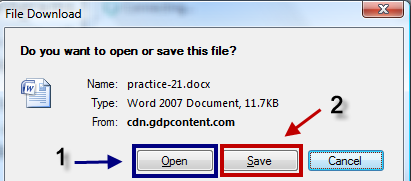 Connecting...
File Download
Do you want to open or save this file?
Name: practice-21.docx
Type: Word 2007 Document, 11.7KB
From: cdn.gdpcontent.com
2
1
Open Save Cancel